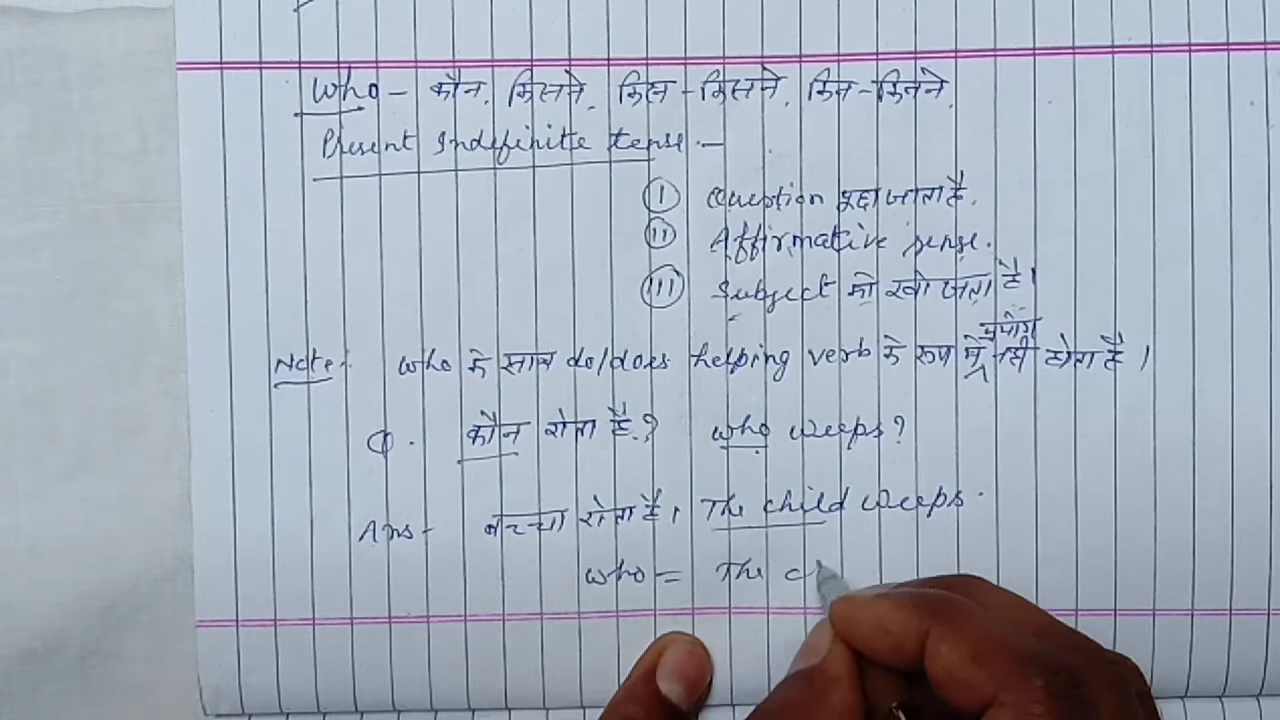 Who - कौन, किसने, किस-किसने, किन-किनने,
Present Indefinite tense :-
(I) Question पूछा जाता है.
(II) Affirmative sense.
(III) Subject को खो जाता है।
Note:- Who के साथ do/does helping verb के रूप में प्रयोग नहीं होता है।
Q. कौन रोता है? Who weeps?
Ans- बच्चा रोता है। The child weeps.
Who = The c